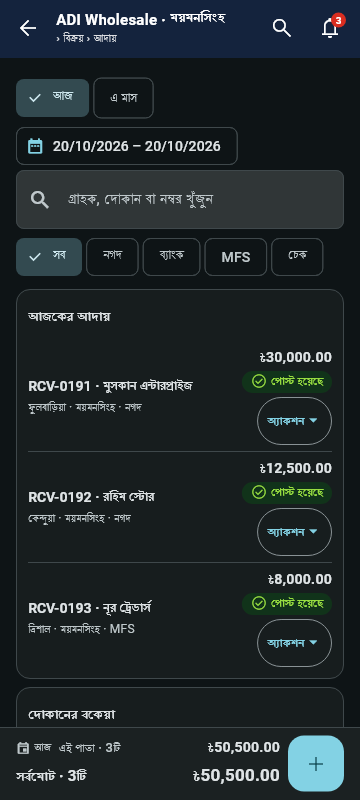 ADI Wholesale · ময়মনসিংহ
› বিক্রয় › আদায়
3
আজ
এ মাস
20/10/2026 – 20/10/2026
গ্রাহক, দোকান বা নম্বর খুঁজুন
সব
নগদ
ব্যাংক
MFS
চেক
আজকের আদায়
৳30,000.00
RCV-0191 · মুসকান এন্টারপ্রাইজ
পোস্ট হয়েছে
ফুলবাড়িয়া · ময়মনসিংহ · নগদ
অ্যাকশন
৳12,500.00
RCV-0192 · রহিম স্টোর
পোস্ট হয়েছে
কেন্দুয়া · ময়মনসিংহ · নগদ
অ্যাকশন
৳8,000.00
RCV-0193 · নূর ট্রেডার্স
পোস্ট হয়েছে
ত্রিশাল · ময়মনসিংহ · MFS
অ্যাকশন
দোকানের বকেয়া
আজ এই পাতা · 3টি ৳50,500.00
সর্বমোট · 3টি ৳50,500.00